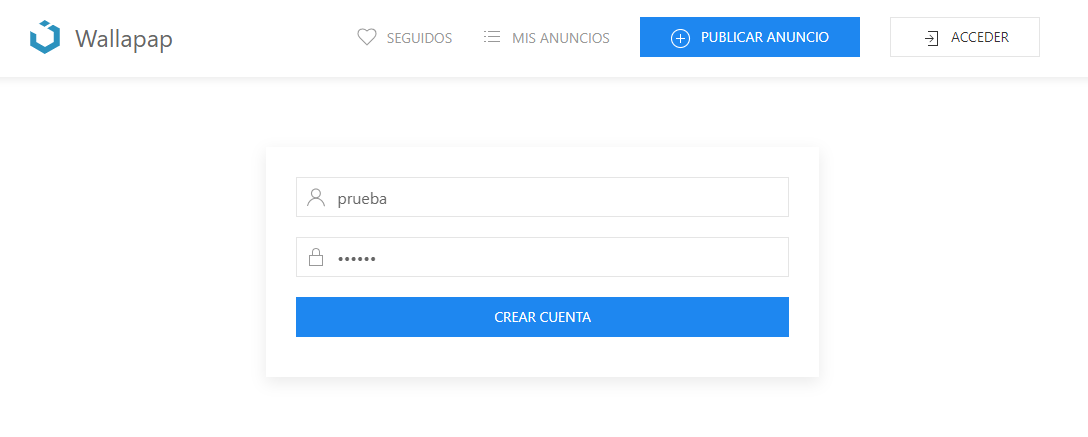 Wallapap
SEGUIDOS
MIS ANUNCIOS
PUBLICAR ANUNCIO
ACCEDER
prueba
••••••
CREAR CUENTA